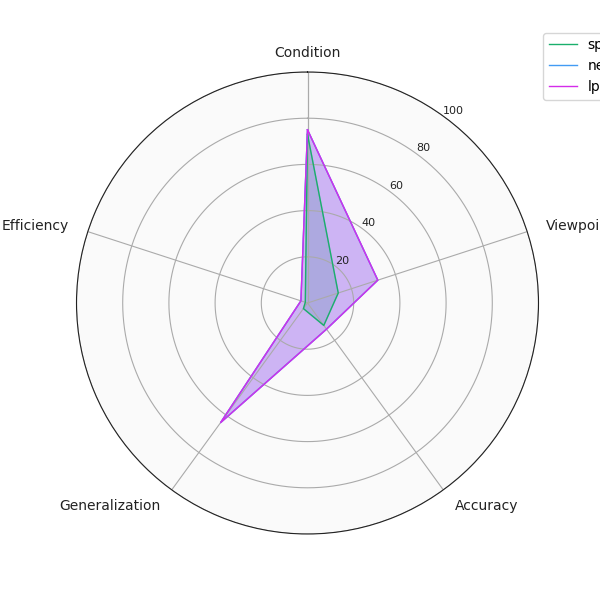 Condition
sp
ne
lp
100
80
60
40
20
Efficiency
Viewpoi
Generalization
Accuracy